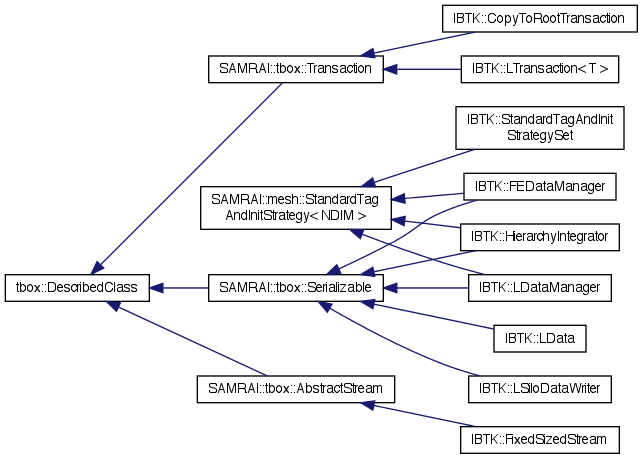 IBTK::CopyToRootTransaction
SAMRAI::tbox::Transaction
IBTK::LTransaction< T >
IBTK::StandardTagAndInit
StrategySet
SAMRAI::mesh::StandardTag
AndInitStrategy< NDIM >
IBTK::FEDataManager
IBTK::HierarchyIntegrator
tbox::DescribedClass
SAMRAI::tbox::Serializable
IBTK::LDataManager
IBTK::LData
SAMRAI::tbox::AbstractStream
IBTK::LSiloDataWriter
IBTK::FixedSizedStream